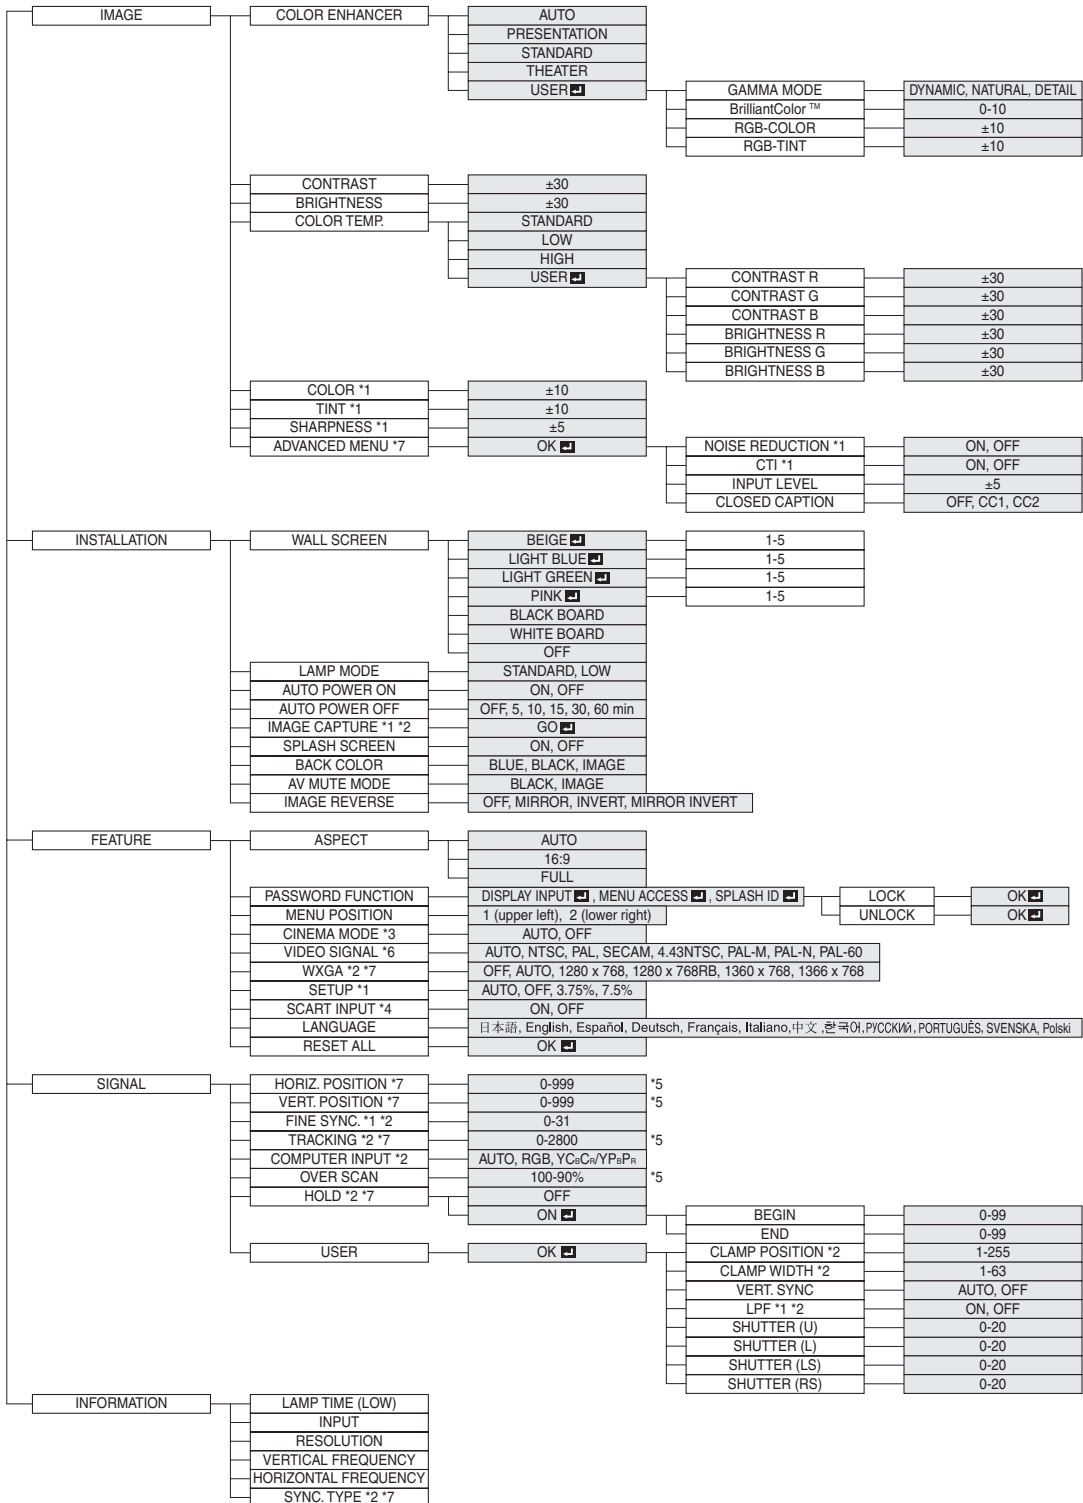 IMAGE COLOR ENHANCER AUTO
PRESENTATION
STANDARD
THEATER
USER GAMMA MODE DYNAMIC, NATURAL, DETAIL
BrilliantColor ™ 0-10
RGB-COLOR ±10
RGB-TINT ±10
CONTRAST ±30
BRIGHTNESS ±30
COLOR TEMP. STANDARD
LOW
HIGH
USER CONTRAST R ±30
CONTRAST G ±30
CONTRAST B ±30
BRIGHTNESS R ±30
BRIGHTNESS G ±30
BRIGHTNESS B ±30
COLOR *1 ±10
TINT *1 ±10
SHARPNESS *1 ±5
ADVANCED MENU *7 OK NOISE REDUCTION *1 ON, OFF
CTI *1 ON, OFF
INPUT LEVEL ±5
CLOSED CAPTION OFF, CC1, CC2
INSTALLATION WALL SCREEN BEIGE 1-5
LIGHT BLUE 1-5
LIGHT GREEN 1-5
PINK 1-5
BLACK BOARD
WHITE BOARD
OFF
LAMP MODE STANDARD, LOW
AUTO POWER ON ON, OFF
AUTO POWER OFF OFF, 5, 10, 15, 30, 60 min
IMAGE CAPTURE *1 *2 GO
SPLASH SCREEN ON, OFF
BACK COLOR BLUE, BLACK, IMAGE
AV MUTE MODE BLACK, IMAGE
IMAGE REVERSE OFF, MIRROR, INVERT, MIRROR INVERT
FEATURE ASPECT AUTO
16:9
FULL
PASSWORD FUNCTION DISPLAY INPUT , MENU ACCESS , SPLASH ID LOCK OK
UNLOCK OK
MENU POSITION 1 (upper left), 2 (lower right)
CINEMA MODE *3 AUTO, OFF
VIDEO SIGNAL *6 AUTO, NTSC, PAL, SECAM, 4.43NTSC, PAL-M, PAL-N, PAL-60
WXGA *2 *7 OFF, AUTO, 1280 x 768, 1280 x 768RB, 1360 x 768, 1366 x 768
SETUP *1 AUTO, OFF, 3.75%, 7.5%
SCART INPUT *4 ON, OFF
LANGUAGE 日本語, English, Español, Deutsch, Français, Italiano,中文 ,한국어,РУССКИЙ, PORTUGUÊS, SVENSKA, Polski
RESET ALL OK
SIGNAL HORIZ. POSITION *7 0-999 *5
VERT. POSITION *7 0-999 *5
FINE SYNC. *1 *2 0-31
TRACKING *2 *7 0-2800 *5
COMPUTER INPUT *2 AUTO, RGB, YCBCR/YPBPR
OVER SCAN 100-90% *5
HOLD *2 *7 OFF
ON BEGIN 0-99
END 0-99
USER OK CLAMP POSITION *2 1-255
CLAMP WIDTH *2 1-63
VERT. SYNC AUTO, OFF
LPF *1 *2 ON, OFF
SHUTTER (U) 0-20
SHUTTER (L) 0-20
SHUTTER (LS) 0-20
SHUTTER (RS) 0-20
INFORMATION LAMP TIME (LOW)
INPUT
RESOLUTION
VERTICAL FREQUENCY
HORIZONTAL FREQUENCY
SYNC. TYPE *2 *7